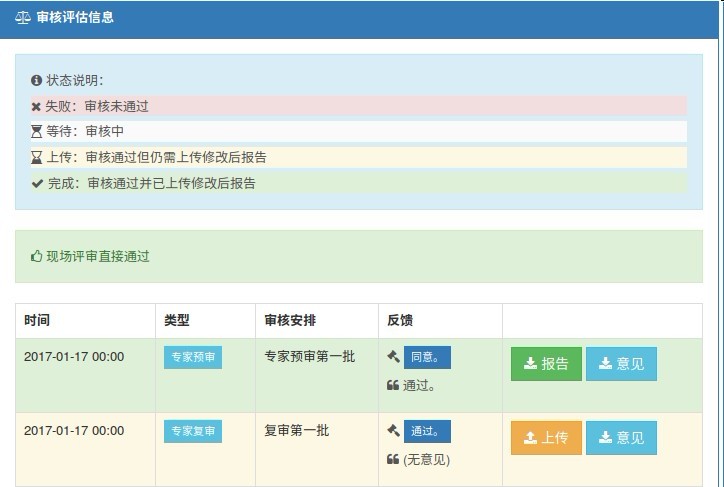 审核评估信息
状态说明：
失败：审核未通过
等待：审核中
上传：审核通过但仍需上传修改后报告
完成：审核通过并已上传修改后报告
现场评审直接通过
时间 类型 审核安排 反馈
2017-01-17 00:00 专家预审 专家预审第一批 同意。 报告 意见
通过。
2017-01-17 00:00 专家复审 复审第一批 通过。 上传 意见
(无意见)